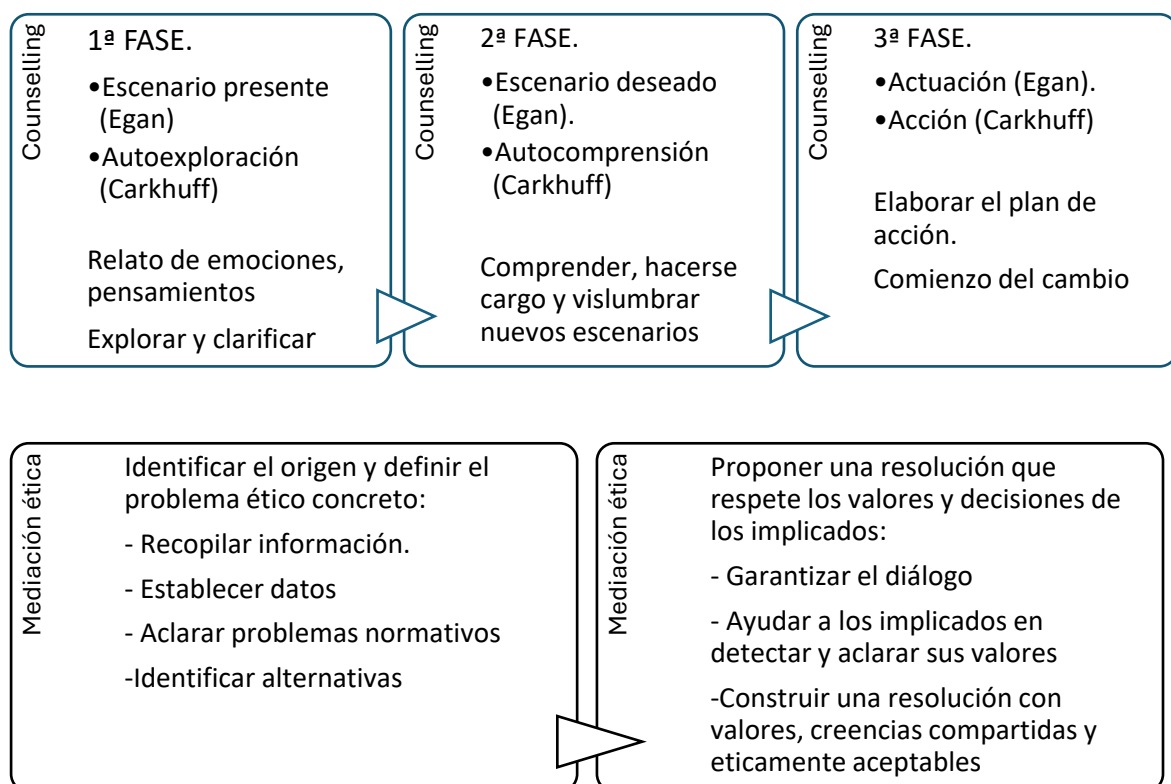 Counselling
1ª FASE.
•Escenario presente
(Egan)
•Autoexploración
(Carkhuff)
Relato de emociones,
pensamientos
Explorar y clarificar
Counselling
2ª FASE.
•Escenario deseado
(Egan).
•Autocomprensión
(Carkhuff)
Comprender, hacerse
cargo y vislumbrar
nuevos escenarios
Counselling
3ª FASE.
•Actuación (Egan).
•Acción (Carkhuff)
Elaborar el plan de
acción.
Comienzo del cambio
Mediación ética
Identificar el origen y definir el
problema ético concreto:
- Recopilar información.
- Establecer datos
- Aclarar problemas normativos
-Identificar alternativas
Mediación ética
Proponer una resolución que
respete los valores y decisiones de
los implicados:
- Garantizar el diálogo
- Ayudar a los implicados en
detectar y aclarar sus valores
-Construir una resolución con
valores, creencias compartidas y
eticamente aceptables